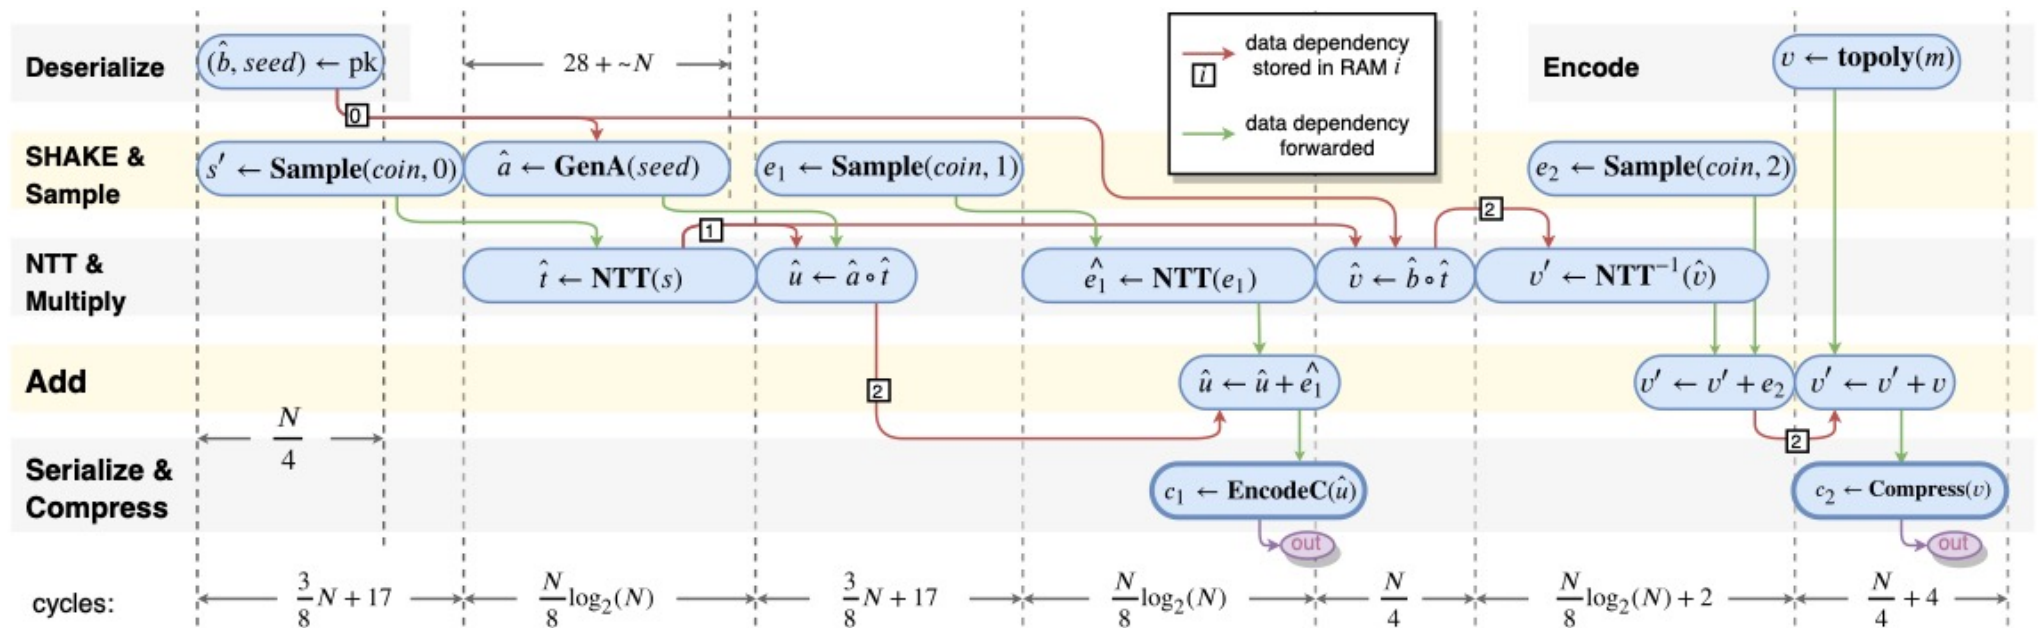 Deserialize
(b̂, seed) ← pk
28 + ~N
data dependency
stored in RAM i
i
data dependency
forwarded
Encode
v ← topoly(m)
0
SHAKE &
Sample
s′ ← Sample(coin, 0)
â ← GenA(seed)
e₁ ← Sample(coin, 1)
e₂ ← Sample(coin, 2)
1
2
NTT &
Multiply
t̂ ← NTT(s)
û ← â ∘ t̂
ê₁ ← NTT(e₁)
v̂ ← b̂ ∘ t̂
v′ ← NTT⁻¹(v̂)
Add
2
û ← û + ê₁
v′ ← v′ + e₂
v′ ← v′ + v
N/4
2
Serialize &
Compress
c₁ ← EncodeC(û)
c₂ ← Compress(v)
out
out
cycles:
3/8 N + 17
N/8 log₂(N)
3/8 N + 17
N/8 log₂(N)
N/4
N/8 log₂(N) + 2
N/4 + 4